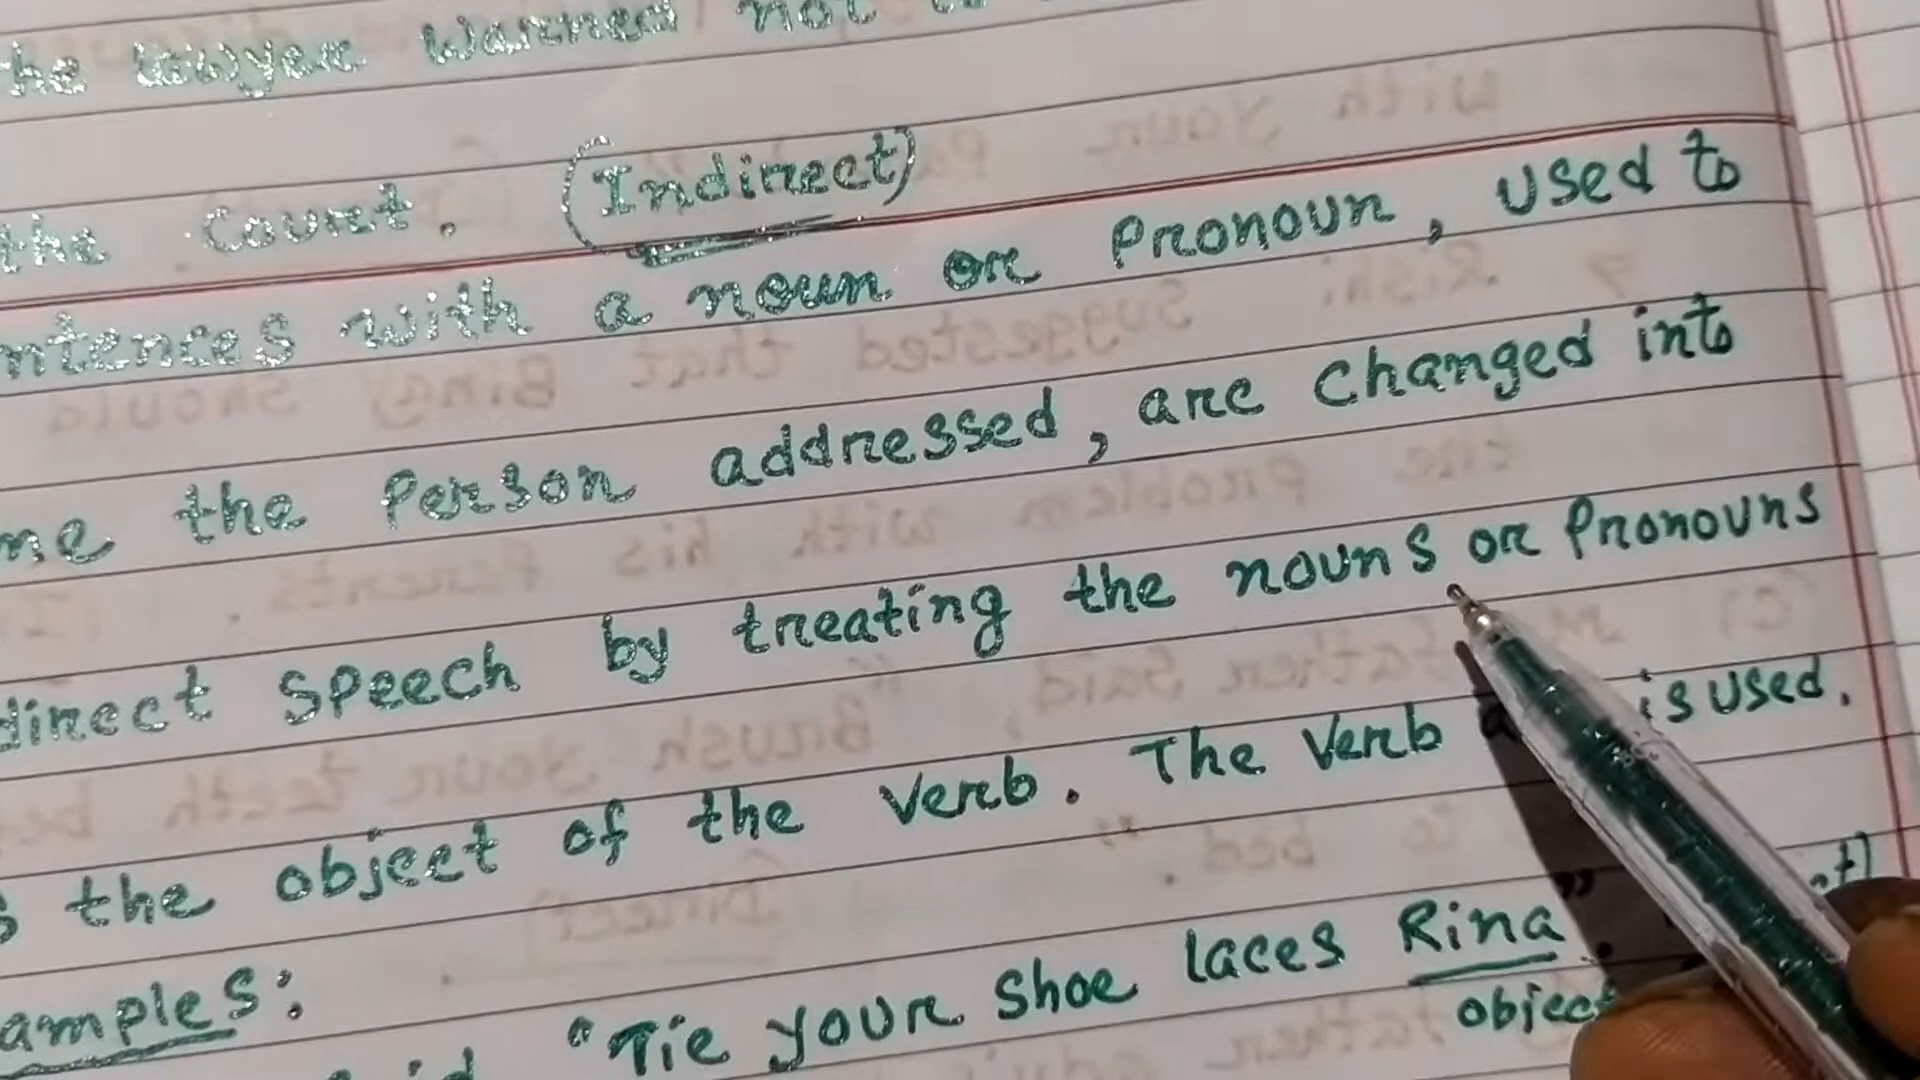 he lawyer warned not to
the Court. (Indirect)
ntences with a noun or Pronoun, used to
me the Person addressed, are changed into
direct speech by treating the nouns or Pronouns
the object of the verb. The Verb is used.
amples:
"Tie your shoe laces Rina"
object